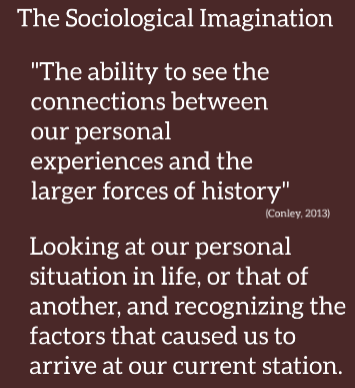 The Sociological Imagination
"The ability to see the
connections between
our personal
experiences and the
larger forces of history"
(Conley, 2013)
Looking at our personal
situation in life, or that of
another, and recognizing the
factors that caused us to
arrive at our current station.